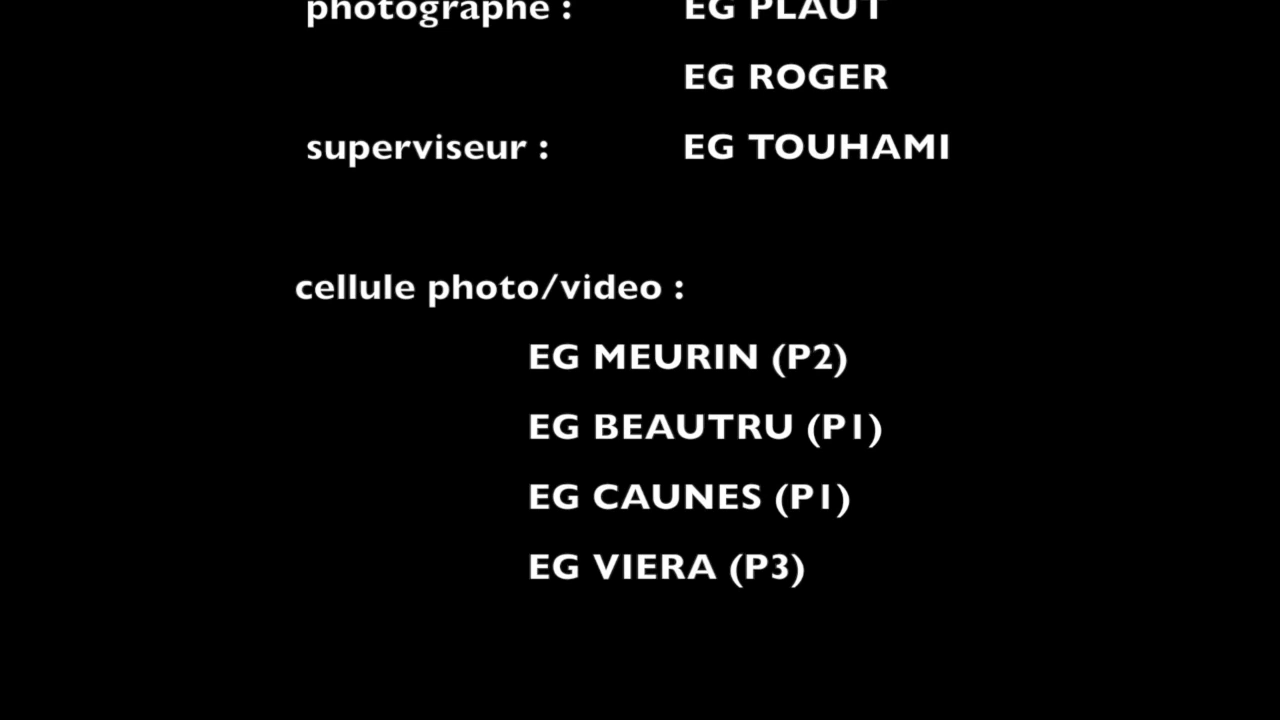 photographe : EG PLAUT
EG ROGER
superviseur : EG TOUHAMI
cellule photo/video :
EG MEURIN (P2)
EG BEAUTRU (P1)
EG CAUNES (P1)
EG VIERA (P3)